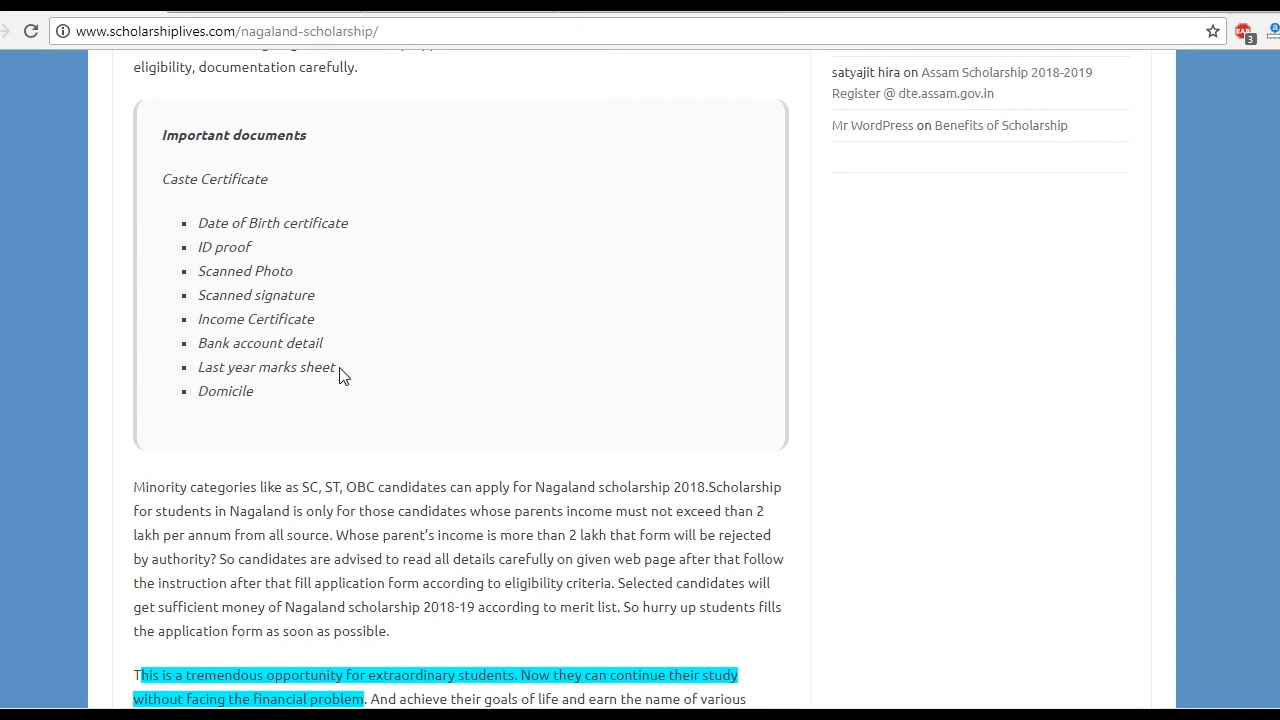 www.scholarshiplives.com/nagaland-scholarship/
3
eligibility, documentation carefully.
Important documents
Caste Certificate
Date of Birth certificate
ID proof
Scanned Photo
Scanned signature
Income Certificate
Bank account detail
Last year marks sheet
Domicile
Minority categories like as SC, ST, OBC candidates can apply for Nagaland scholarship 2018.Scholarship
for students in Nagaland is only for those candidates whose parents income must not exceed than 2
lakh per annum from all source. Whose parent’s income is more than 2 lakh that form will be rejected
by authority? So candidates are advised to read all details carefully on given web page after that follow
the instruction after that fill application form according to eligibility criteria. Selected candidates will
get sufficient money of Nagaland scholarship 2018-19 according to merit list. So hurry up students fills
the application form as soon as possible.
This is a tremendous opportunity for extraordinary students. Now they can continue their study
without facing the financial problem. And achieve their goals of life and earn the name of various
satyajit hira on Assam Scholarship 2018-2019
Register @ dte.assam.gov.in
Mr WordPress on Benefits of Scholarship